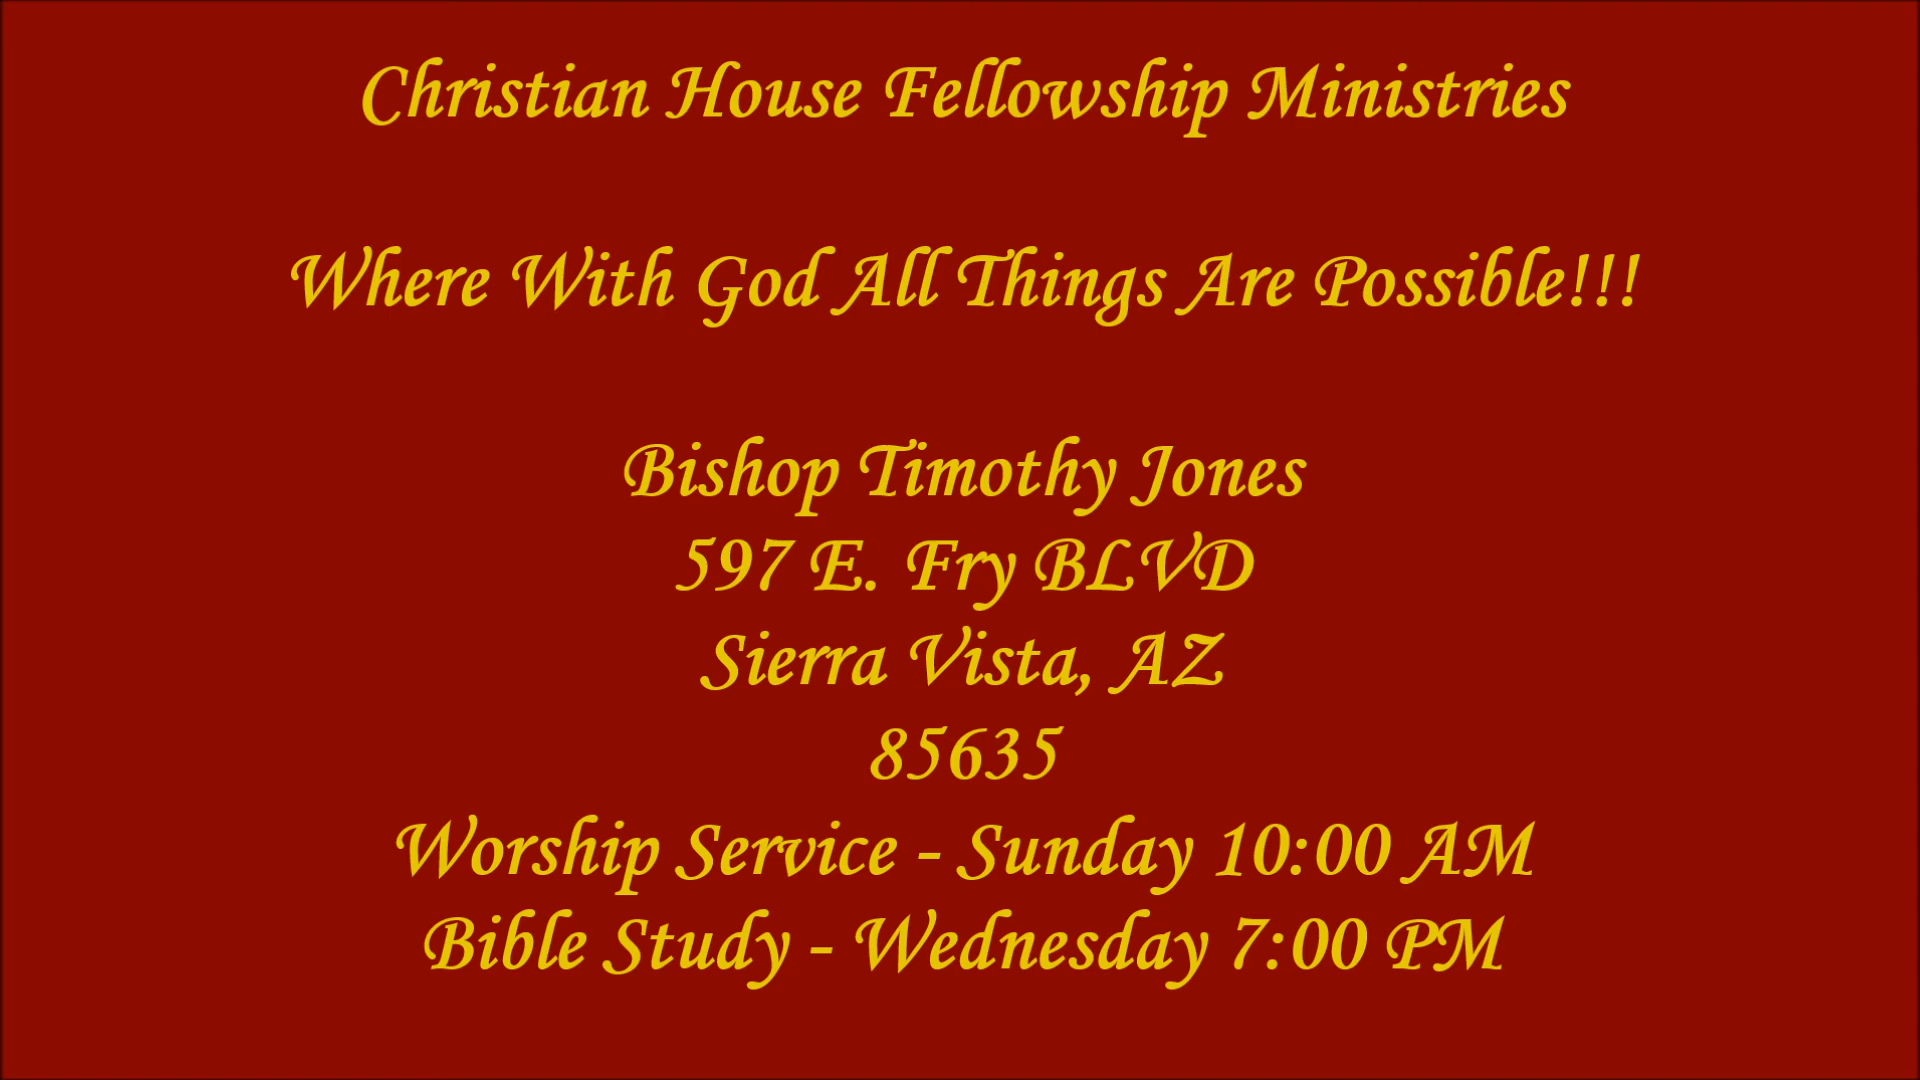 Christian House Fellowship Ministries
Where With God All Things Are Possible!!!
Bishop Timothy Jones
597 E. Fry BLVD
Sierra Vista, AZ
85635
Worship Service - Sunday 10:00 AM
Bible Study - Wednesday 7:00 PM